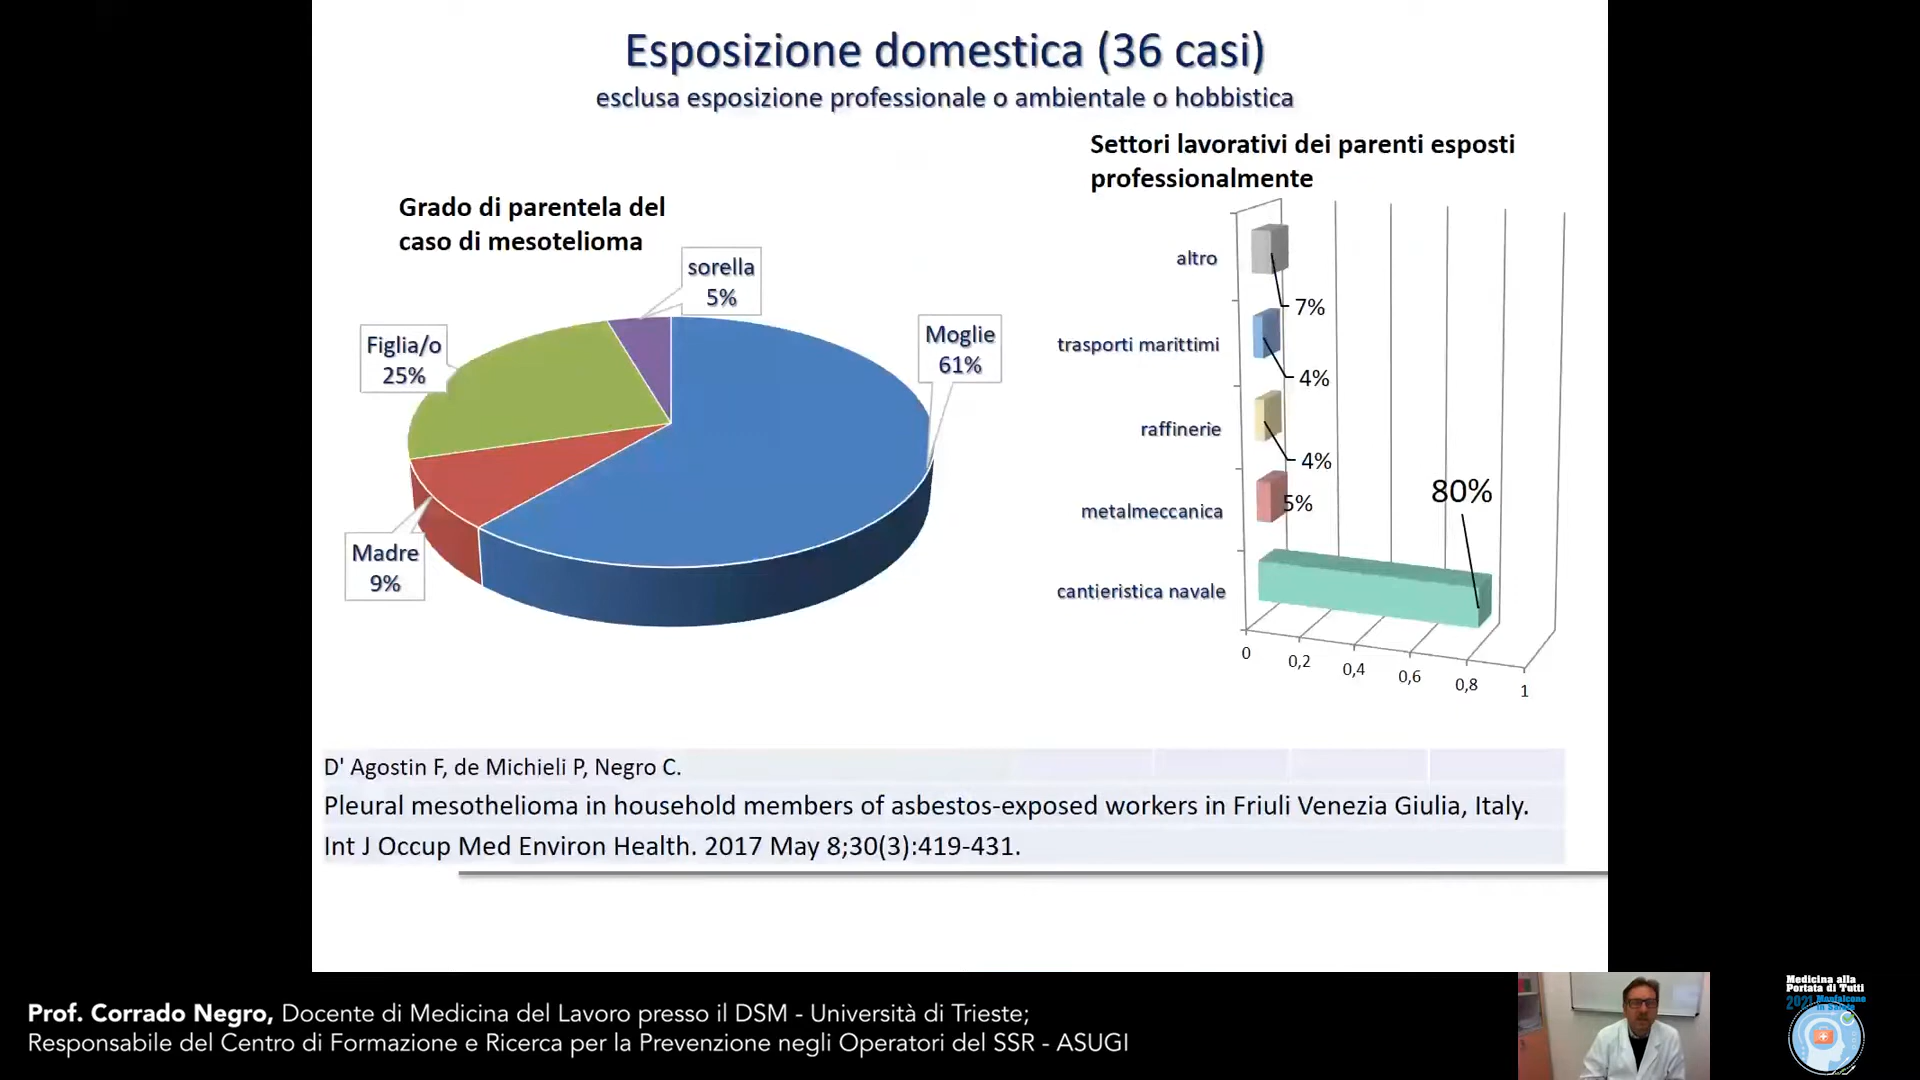 Esposizione domestica (36 casi)
esclusa esposizione professionale o ambientale o hobbistica
Grado di parentela del
caso di mesotelioma
sorella
5%
Moglie
61%
Figlia/o
25%
Madre
9%
Settori lavorativi dei parenti esposti
professionalmente
altro
7%
trasporti marittimi
4%
raffinerie
4%
metalmeccanica
5%
80%
cantieristica navale
0
0,2
0,4
0,6
0,8
1
D' Agostin F, de Michieli P, Negro C.
Pleural mesothelioma in household members of asbestos-exposed workers in Friuli Venezia Giulia, Italy.
Int J Occup Med Environ Health. 2017 May 8;30(3):419-431.
Prof. Corrado Negro, Docente di Medicina del Lavoro presso il DSM - Università di Trieste;
Responsabile del Centro di Formazione e Ricerca per la Prevenzione negli Operatori del SSR - ASUGI
Medicina alla
Portata di Tutti
2021 Monfalcone
in Salute